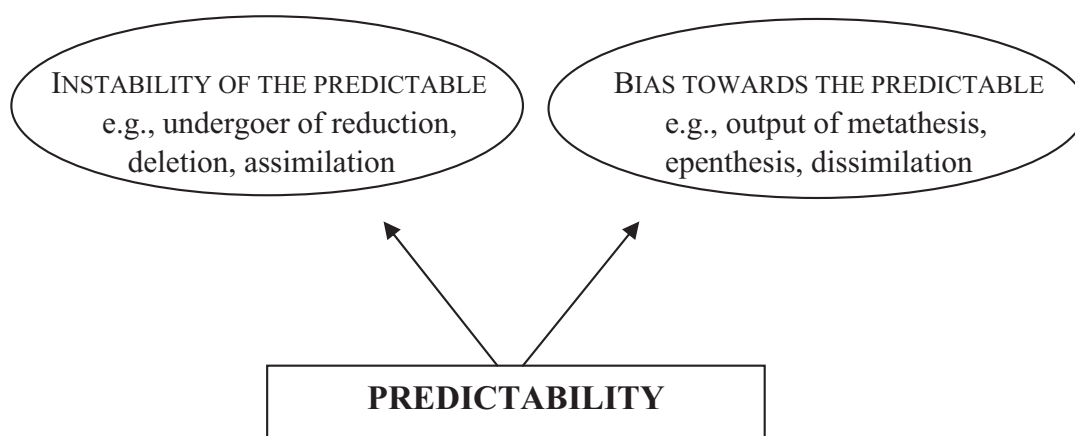 INSTABILITY OF THE PREDICTABLE
e.g., undergoer of reduction,
deletion, assimilation
BIAS TOWARDS THE PREDICTABLE
e.g., output of metathesis,
epenthesis, dissimilation
PREDICTABILITY